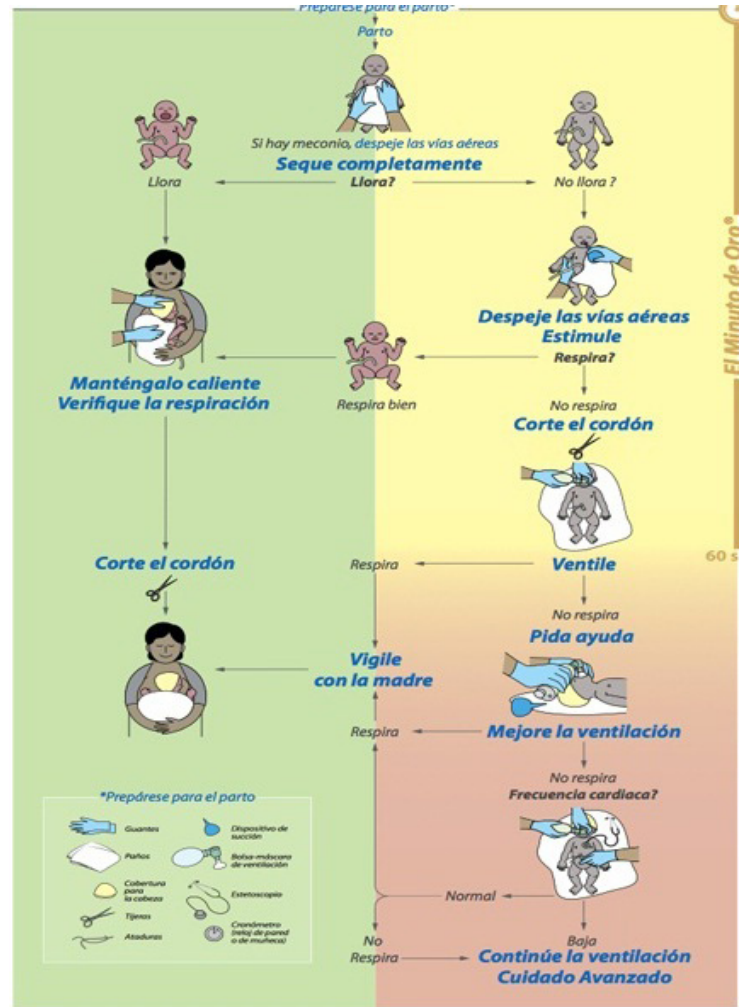 Prepárese para el parto*
Parto
Si hay meconio, despeje las vías aéreas
Seque completamente
Llora
Llora?
No llora ?
Despeje las vías aéreas
Estimule
Respira?
Manténgalo caliente
Verifique la respiración
Respira bien
No respira
Corte el cordón
El Minuto de Oro®
60 s
Corte el cordón
Respira
Ventile
No respira
Pida ayuda
Vigile
con la madre
Respira
Mejore la ventilación
No respira
Frecuencia cardiaca?
*Prepárese para el parto
Guantes
Paños
Cobertura
para
la cabeza
Tijeras
Ataduras
Dispositivo de
succión
Bolsa-máscara
de ventilación
Estetoscopio
Cronómetro
(reloj de pared
o de muñeca)
Normal
No
Respira
Baja
Continúe la ventilación
Cuidado Avanzado